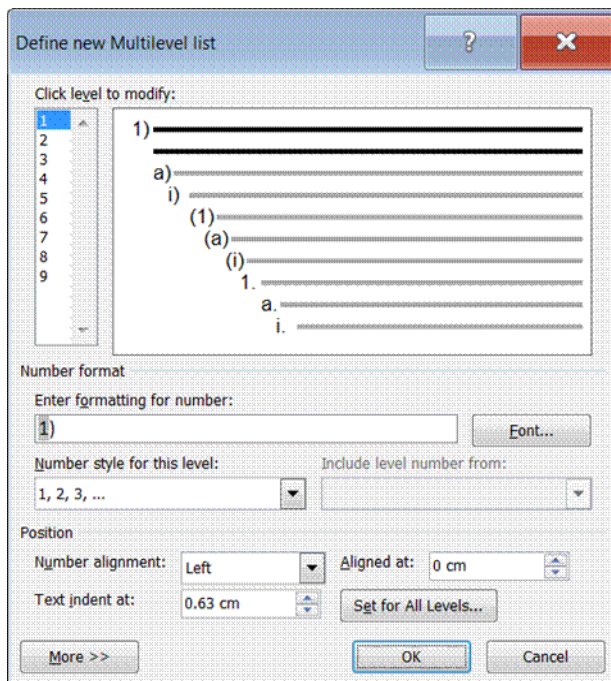 Define new Multilevel list
?
Click level to modify:
1
2
3
4
5
6
7
8
9
1)
a)
i)
(1)
(a)
(i)
1.
a.
i.
Number format
Enter formatting for number:
1)
Font...
Number style for this level:
Include level number from:
1, 2, 3, ...
Position
Number alignment:
Left
Aligned at:
0 cm
Text indent at:
0.63 cm
Set for All Levels...
More >>
OK
Cancel